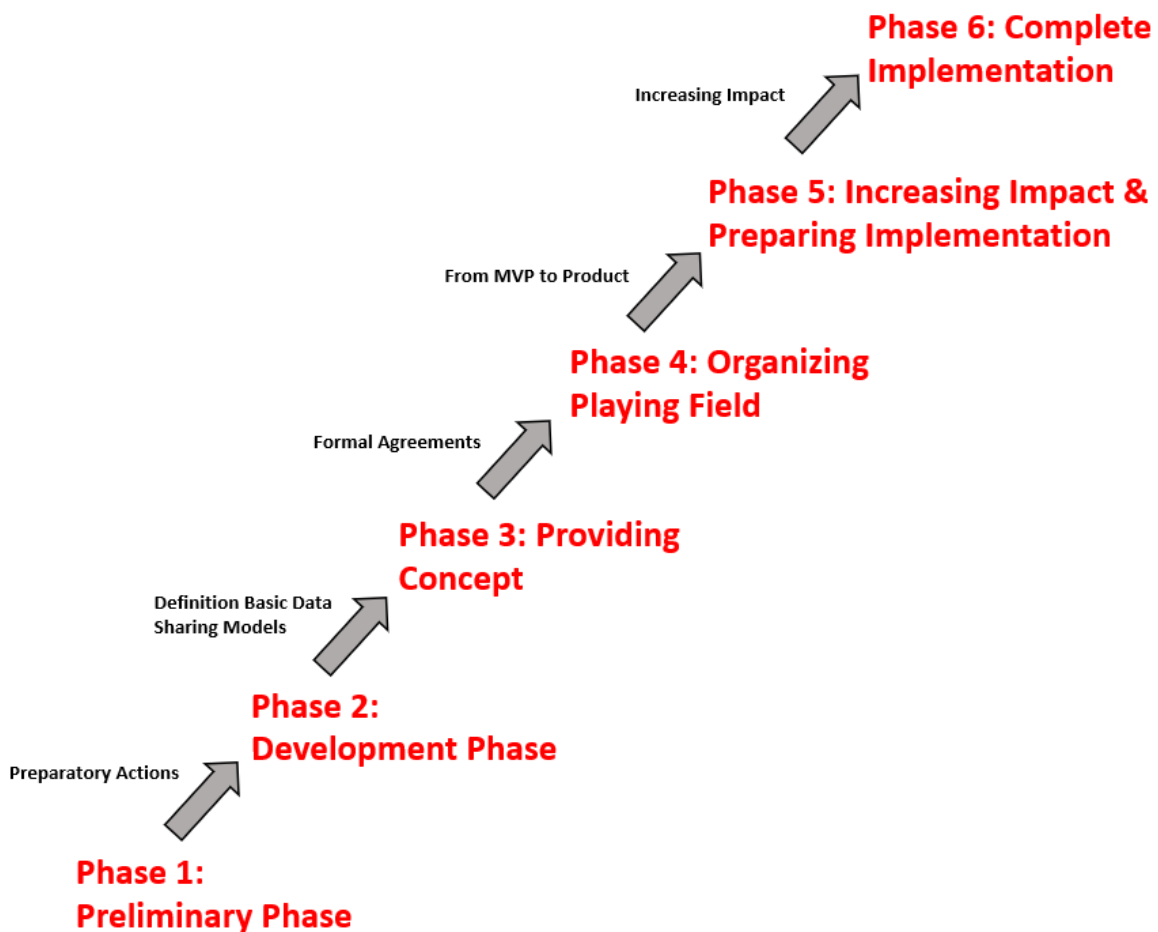 Phase 6: Complete
Implementation
Increasing Impact
Phase 5: Increasing Impact &
Preparing Implementation
From MVP to Product
Phase 4: Organizing
Playing Field
Formal Agreements
Phase 3: Providing
Concept
Definition Basic Data
Sharing Models
Phase 2:
Development Phase
Preparatory Actions
Phase 1:
Preliminary Phase